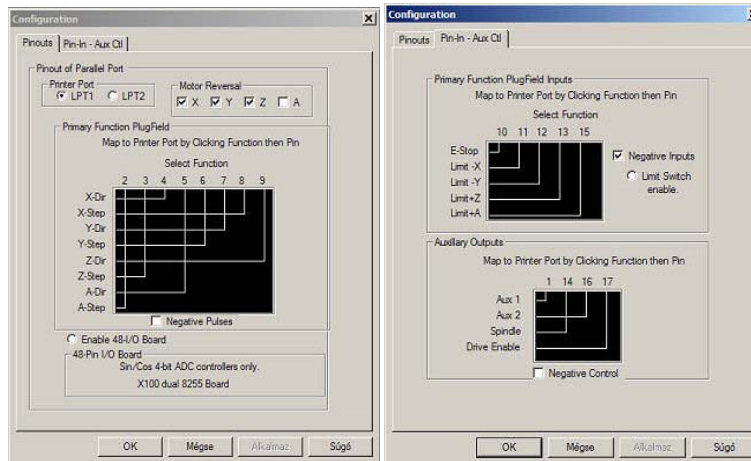 Configuration
Pinouts Pin-In - Aux Ctl
Pinout of Parallel Port
Printer Port
LPT1 LPT2
Motor Reversal
X Y Z A
Primary Function PlugField
Map to Printer Port by Clicking Function then Pin
Select Function
2 3 4 5 6 7 8 9
X-Dir
X-Step
Y-Dir
Y-Step
Z-Dir
Z-Step
A-Dir
A-Step
Negative Pulses
Enable 48-I/O Board
48-Pin I/O Board
Sin/Cos 4-bit ADC controllers only.
X100 dual 8255 Board
OK Mégse Alkalmaz Súgó
Configuration
Pinouts Pin-In - Aux Ctl
Primary Function PlugField Inputs
Map to Printer Port by Clicking Function then Pin
Select Function
10 11 12 13 15
E-Stop
Limit -X
Limit -Y
Limit+Z
Limit+A
Negative Inputs
Limit Switch
enable.
Auxiliary Outputs
Map to Printer Port by Clicking Function then Pin
1 14 16 17
Aux 1
Aux 2
Spindle
Drive Enable
Negative Control
OK Mégse Alkalmaz Súgó